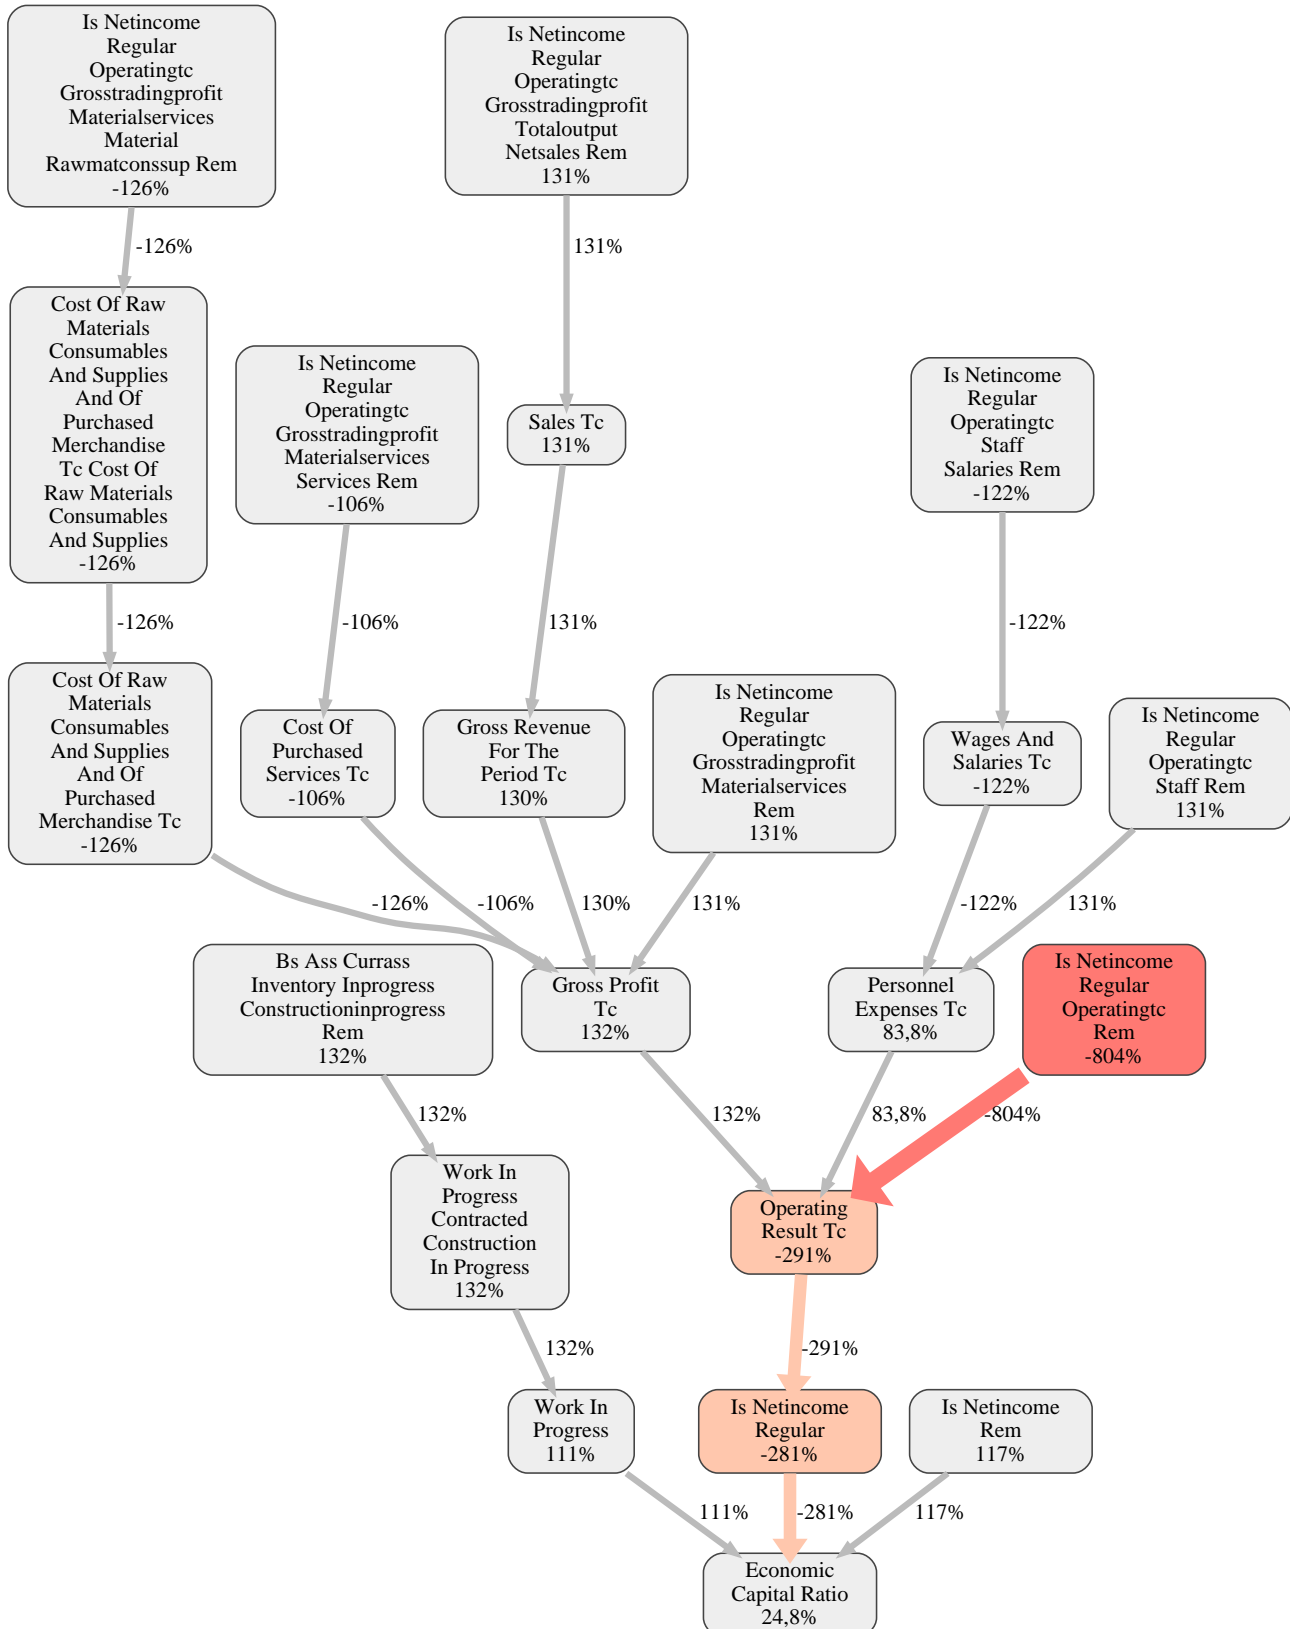 Is Netincome
Regular
Operatingtc
Grosstradingprofit
Materialservices
Material
Rawmatconssup Rem
-126%
Is Netincome
Regular
Operatingtc
Grosstradingprofit
Totaloutput
Netsales Rem
131%
-126%
131%
Cost Of Raw
Materials
Consumables
And Supplies
And Of
Purchased
Merchandise
Tc Cost Of
Raw Materials
Consumables
And Supplies
-126%
Is Netincome
Regular
Operatingtc
Grosstradingprofit
Materialservices
Services Rem
-106%
Sales Tc
131%
Is Netincome
Regular
Operatingtc
Staff
Salaries Rem
-122%
-126%
-106%
131%
-122%
Cost Of Raw
Materials
Consumables
And Supplies
And Of
Purchased
Merchandise Tc
-126%
Cost Of
Purchased
Services Tc
-106%
Gross Revenue
For The
Period Tc
130%
Is Netincome
Regular
Operatingtc
Grosstradingprofit
Materialservices
Rem
131%
Wages And
Salaries Tc
-122%
Is Netincome
Regular
Operatingtc
Staff Rem
131%
-126%
-106%
130%
131%
-122%
131%
Bs Ass Currass
Inventory Inprogress
Constructioninprogress
Rem
132%
Gross Profit
Tc
132%
Personnel
Expenses Tc
83,8%
Is Netincome
Regular
Operatingtc
Rem
-804%
132%
132%
83,8%
-804%
Work In
Progress
Contracted
Construction
In Progress
132%
Operating
Result Tc
-291%
132%
-291%
Work In
Progress
111%
Is Netincome
Regular
-281%
Is Netincome
Rem
117%
111%
-281%
117%
Economic
Capital Ratio
24,8%